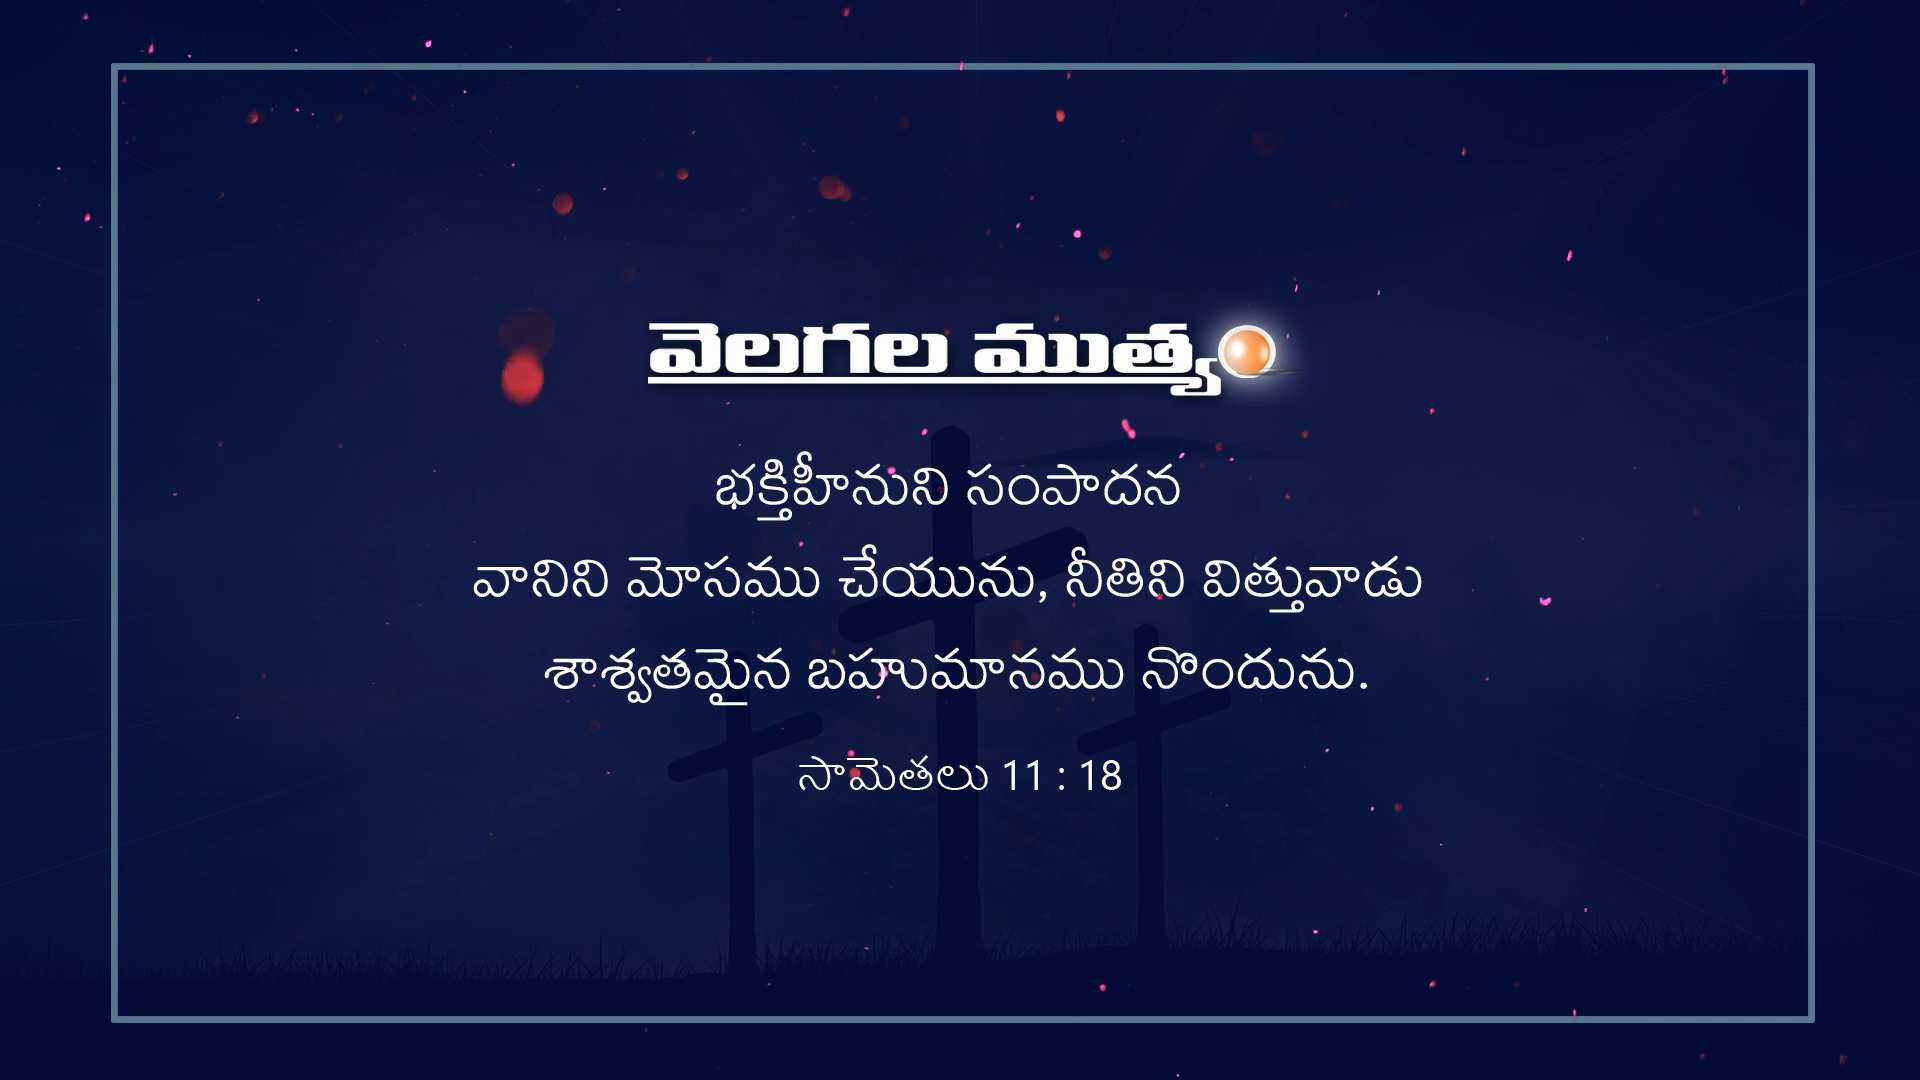 వెలగల ముత్యం
భక్తిహీనుని సంపాదన
వానిని మోసము చేయును, నీతిని విత్తువాడు
శాశ్వతమైన బహుమానము నొందును.
సామెతలు 11 : 18